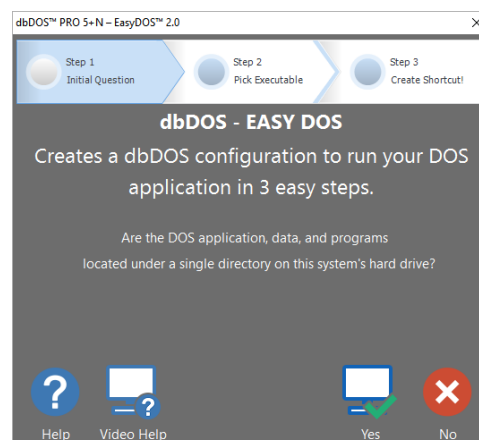 dbDOS™ PRO 5+N – EasyDOS™ 2.0
Step 1
Initial Question
Step 2
Pick Executable
Step 3
Create Shortcut!
dbDOS - EASY DOS
Creates a dbDOS configuration to run your DOS
application in 3 easy steps.
Are the DOS application, data, and programs
located under a single directory on this system's hard drive?
Help
Video Help
Yes
No